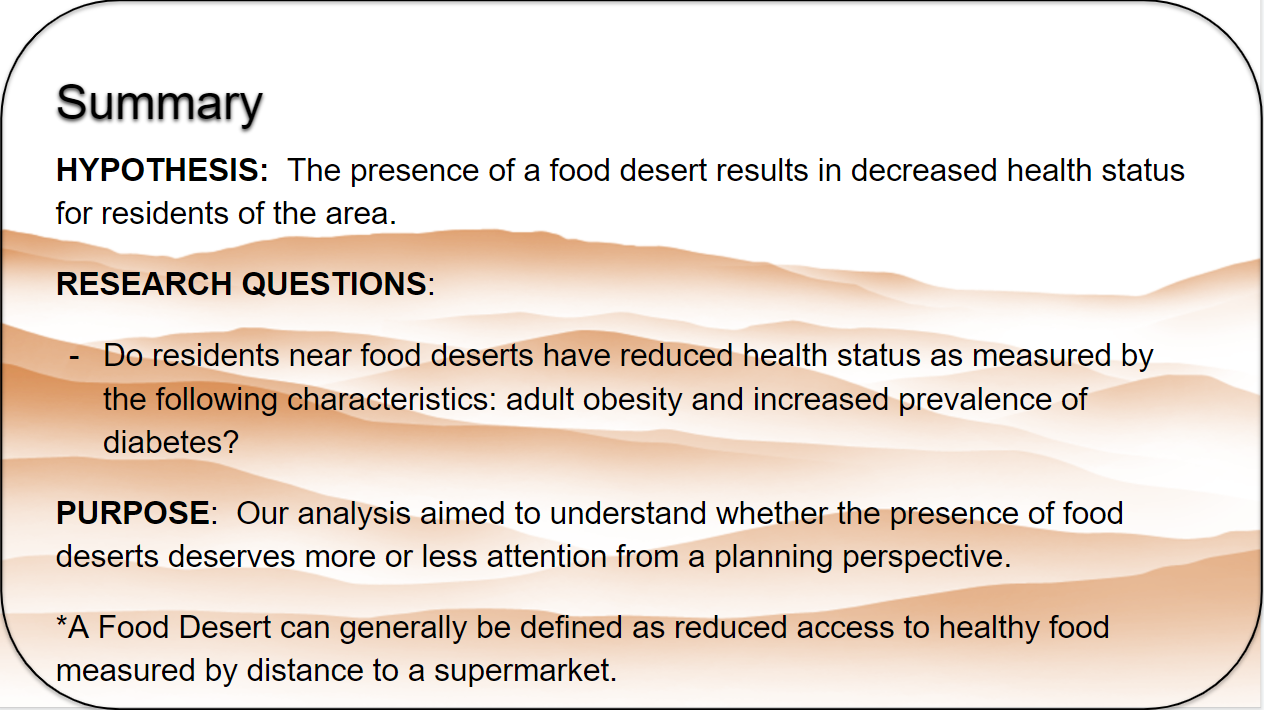 Summary
HYPOTHESIS:  The presence of a food desert results in decreased health status
for residents of the area.
RESEARCH QUESTIONS:
- Do residents near food deserts have reduced health status as measured by
the following characteristics: adult obesity and increased prevalence of
diabetes?
PURPOSE:  Our analysis aimed to understand whether the presence of food
deserts deserves more or less attention from a planning perspective.
*A Food Desert can generally be defined as reduced access to healthy food
measured by distance to a supermarket.